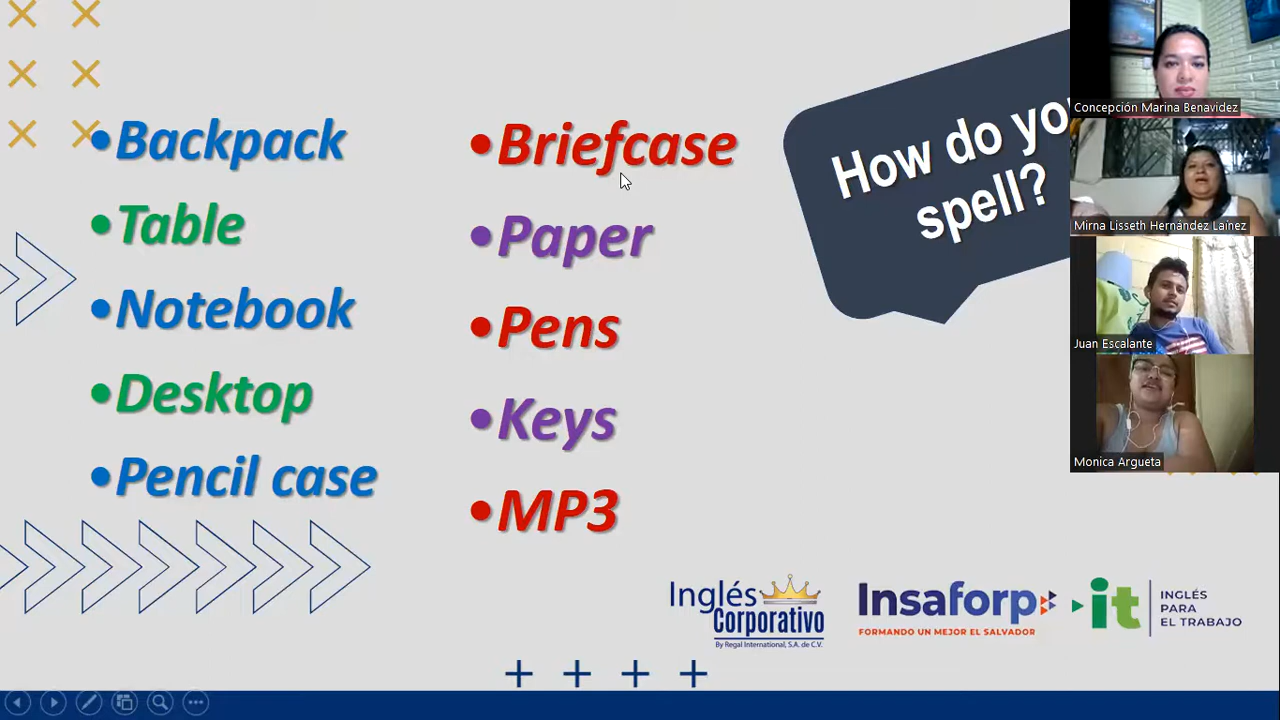 •Backpack
•Table
•Notebook
•Desktop
•Pencil case
•Briefcase
•Paper
•Pens
•Keys
•MP3
How do yo
spell?
Concepción Marina Benavidez
Mirna Lisseth Hernández Laínez
Juan Escalante
Monica Argueta
Inglés
Corporativo
By Regal International, S.A. de C.V.
Insaforp
FORMANDO UN MEJOR EL SALVADOR
it
INGLÉS
PARA
EL TRABAJO